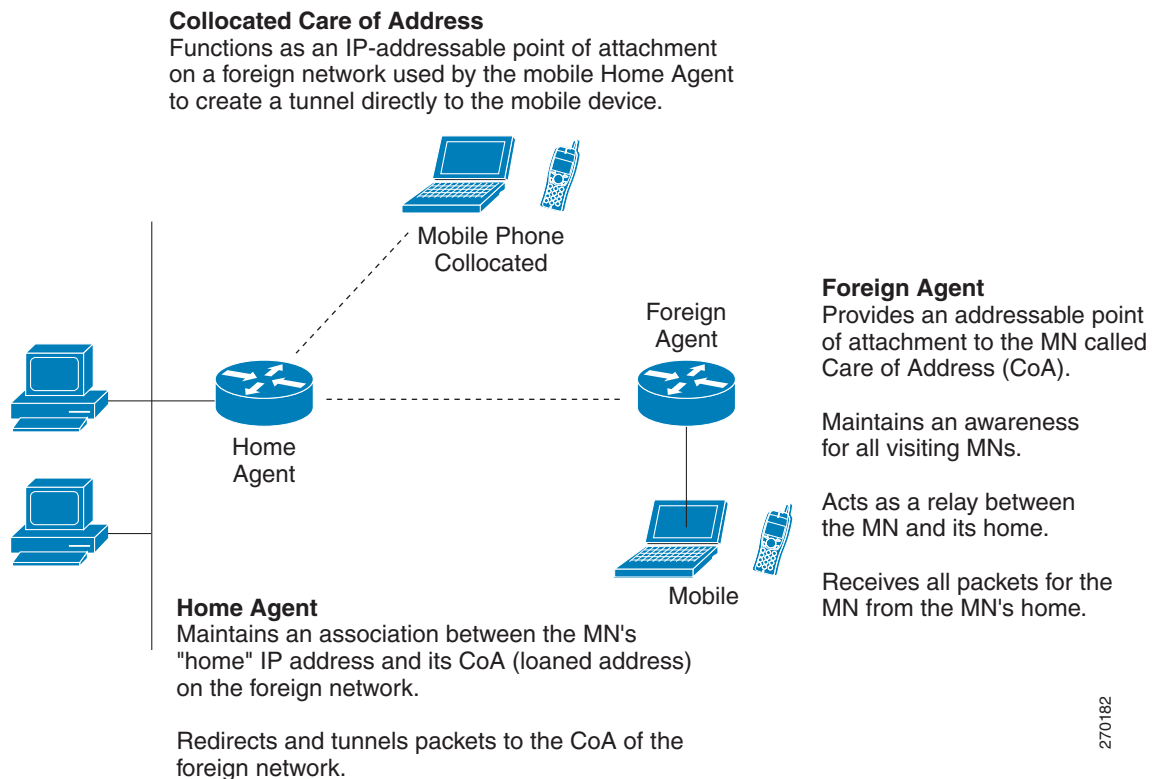 Collocated Care of Address
Functions as an IP-addressable point of attachment
on a foreign network used by the mobile Home Agent
to create a tunnel directly to the mobile device.
Mobile Phone
Collocated
Foreign
Agent
Home
Agent
Mobile
Foreign Agent
Provides an addressable point
of attachment to the MN called
Care of Address (CoA).
Maintains an awareness
for all visiting MNs.
Acts as a relay between
the MN and its home.
Receives all packets for the
MN from the MN's home.
Home Agent
Maintains an association between the MN's
"home" IP address and its CoA (loaned address)
on the foreign network.
Redirects and tunnels packets to the CoA of the
foreign network.
270182